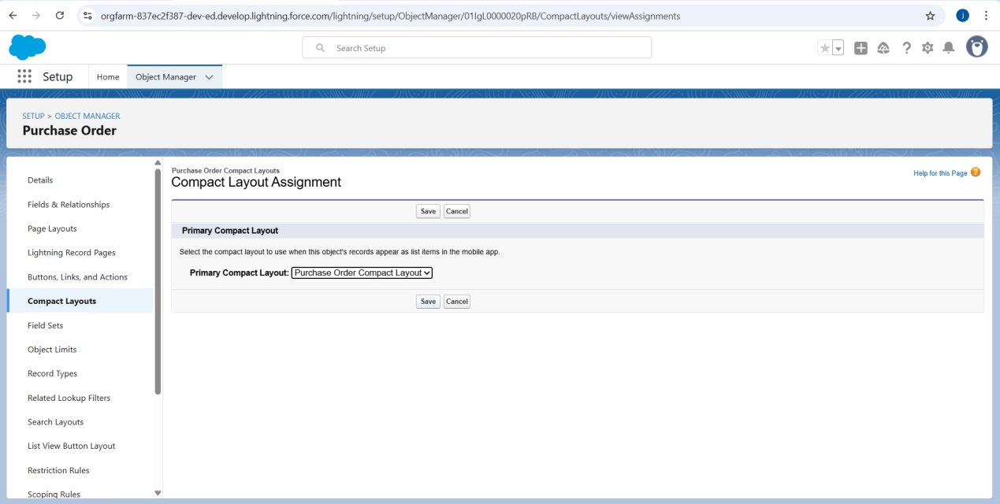 orgfarm-837ec2f387-dev-ed.develop.lightning.force.com/lightning/setup/ObjectManager/01IgL0000020pRB/CompactLayouts/viewAssignments
j
Search Setup
Setup
Home
Object Manager
SETUP > OBJECT MANAGER
Purchase Order
Details
Fields & Relationships
Page Layouts
Lightning Record Pages
Buttons, Links, and Actions
Compact Layouts
Field Sets
Object Limits
Record Types
Related Lookup Filters
Search Layouts
List View Button Layout
Restriction Rules
Scoping Rules
Purchase Order Compact Layouts
Compact Layout Assignment
Help for this Page ?
Save Cancel
Primary Compact Layout
Select the compact layout to use when this object's records appear as list items in the mobile app.
Primary Compact Layout: Purchase Order Compact Layout
Save Cancel